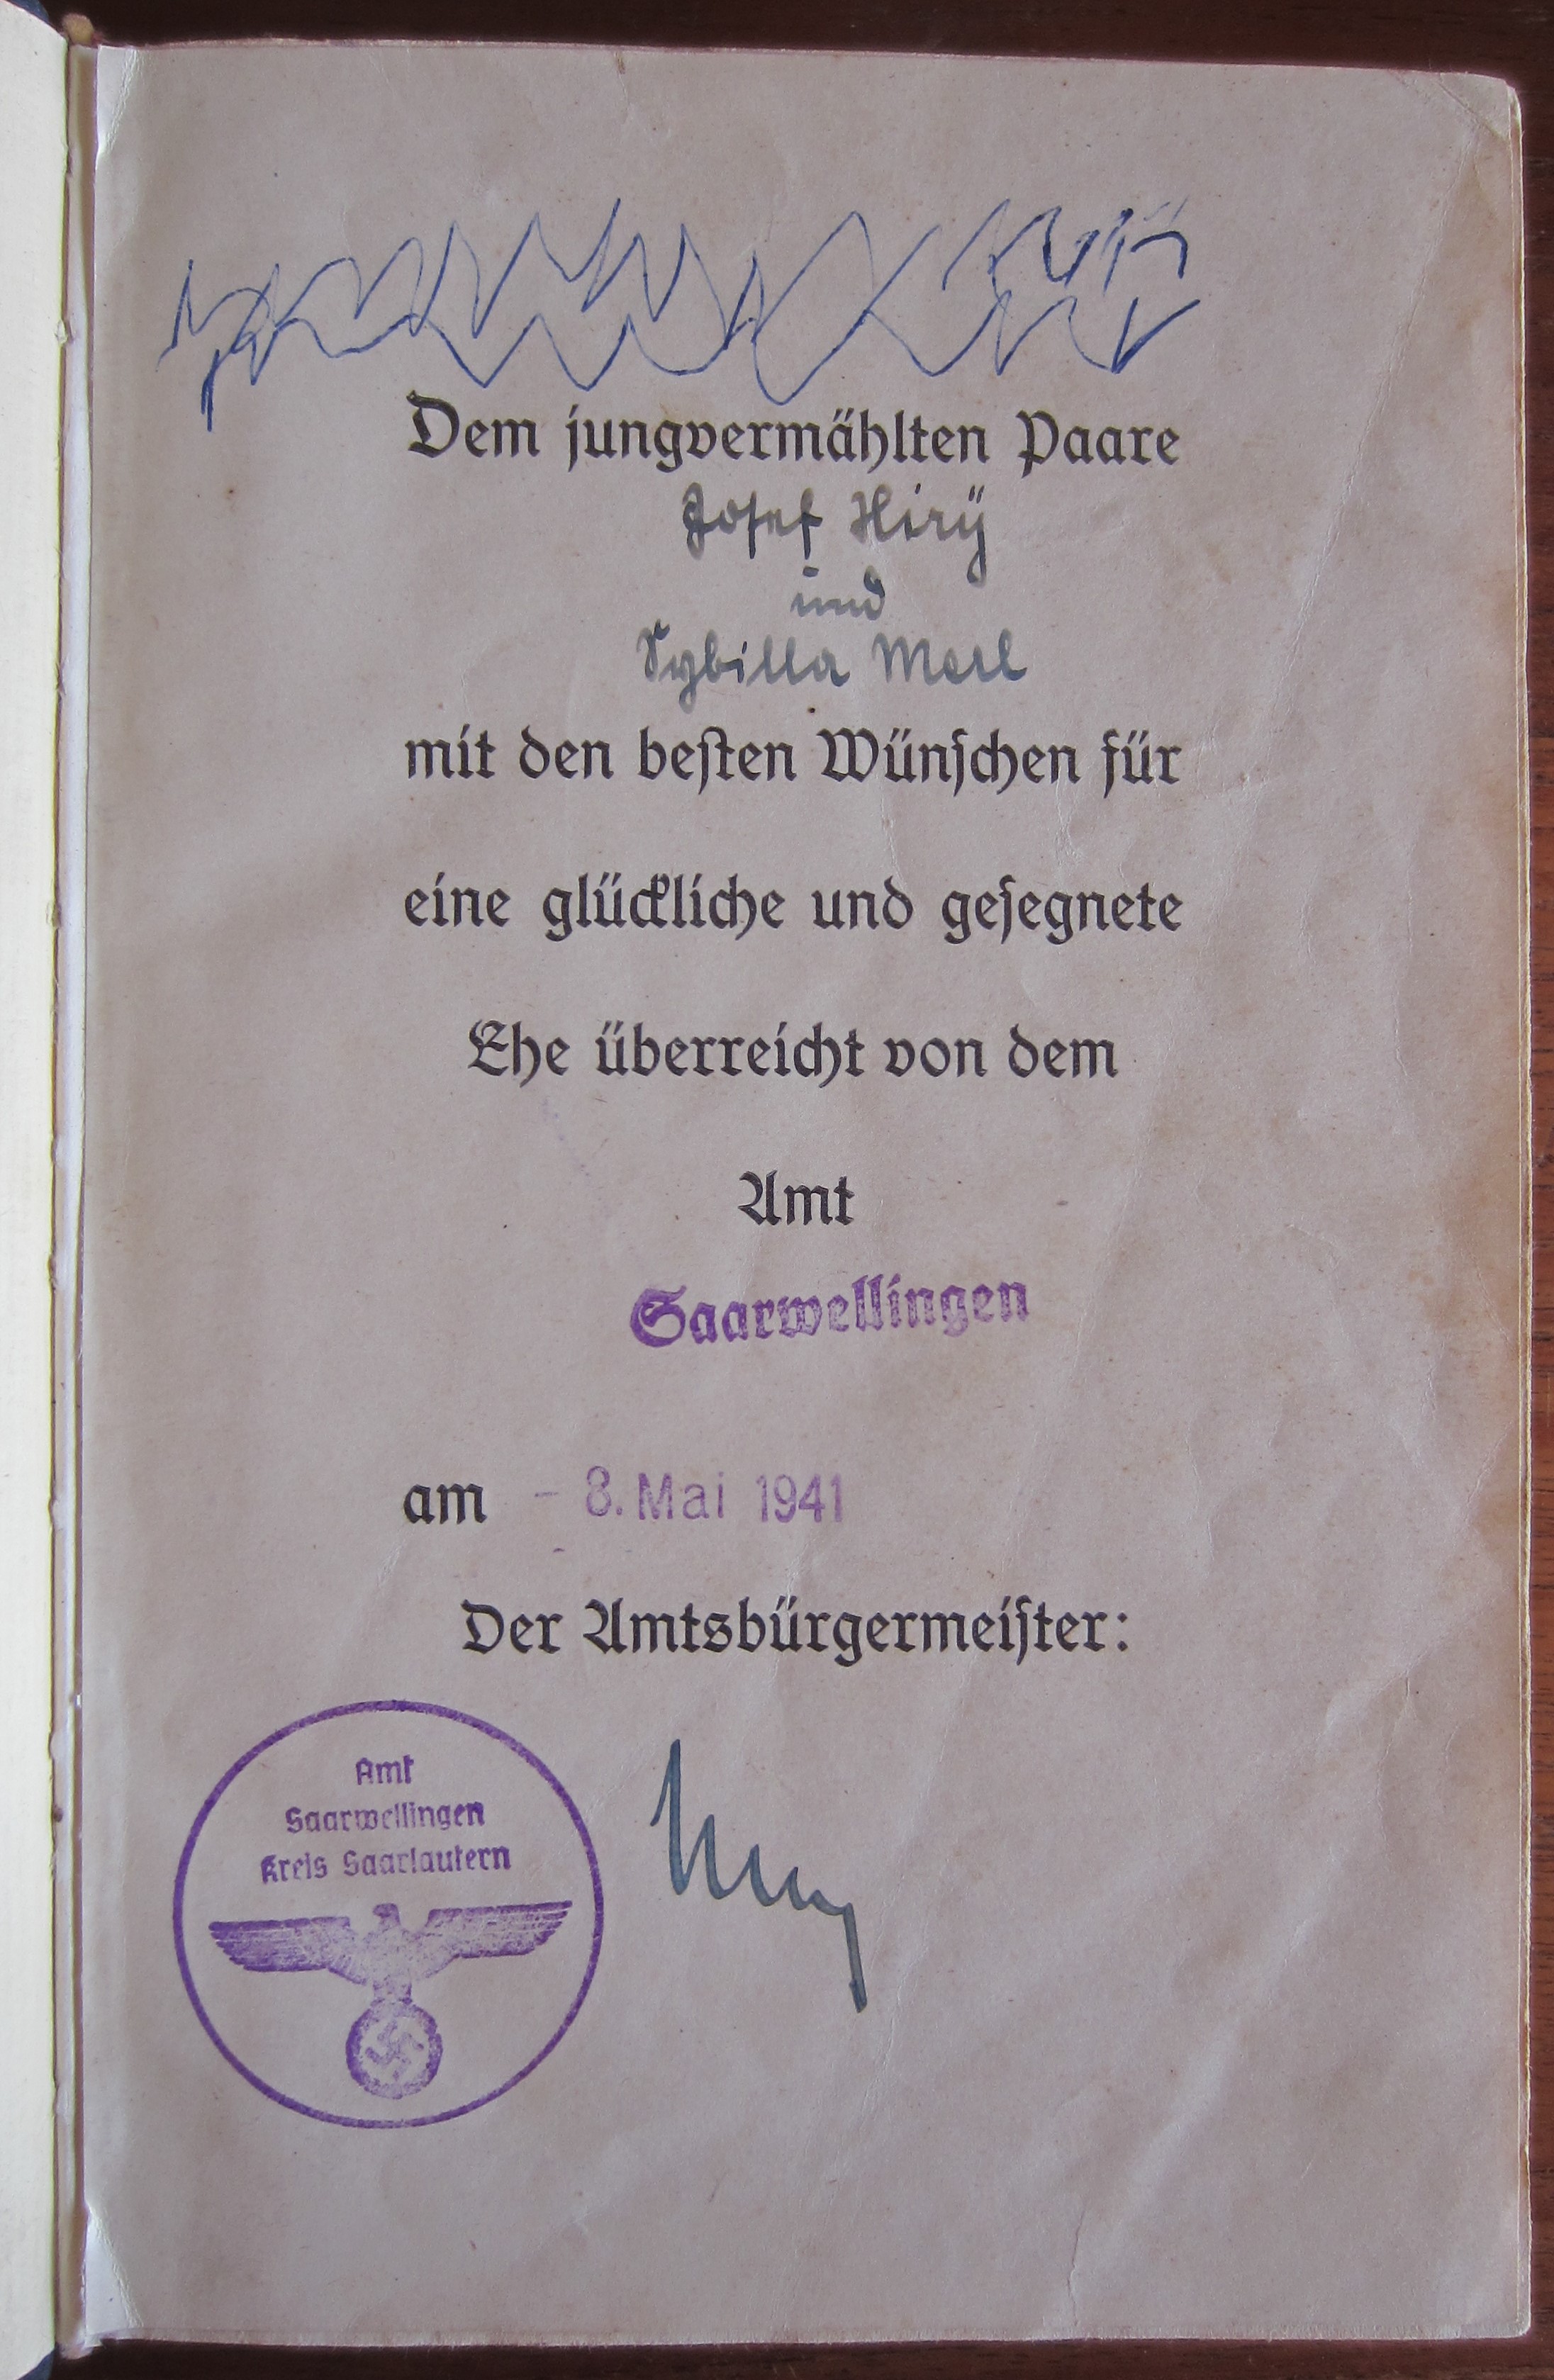 Dem jungvermählten Paare
Josef Hirÿ
und
Sybilla Merl
mit den besten Wünschen für
eine glückliche und gesegnete
Ehe überreicht von dem
Amt
Saarwellingen
am - 8. Mai 1941
Der Amtsbürgermeister:
Amt
Saarwellingen
Kreis Saarlautern